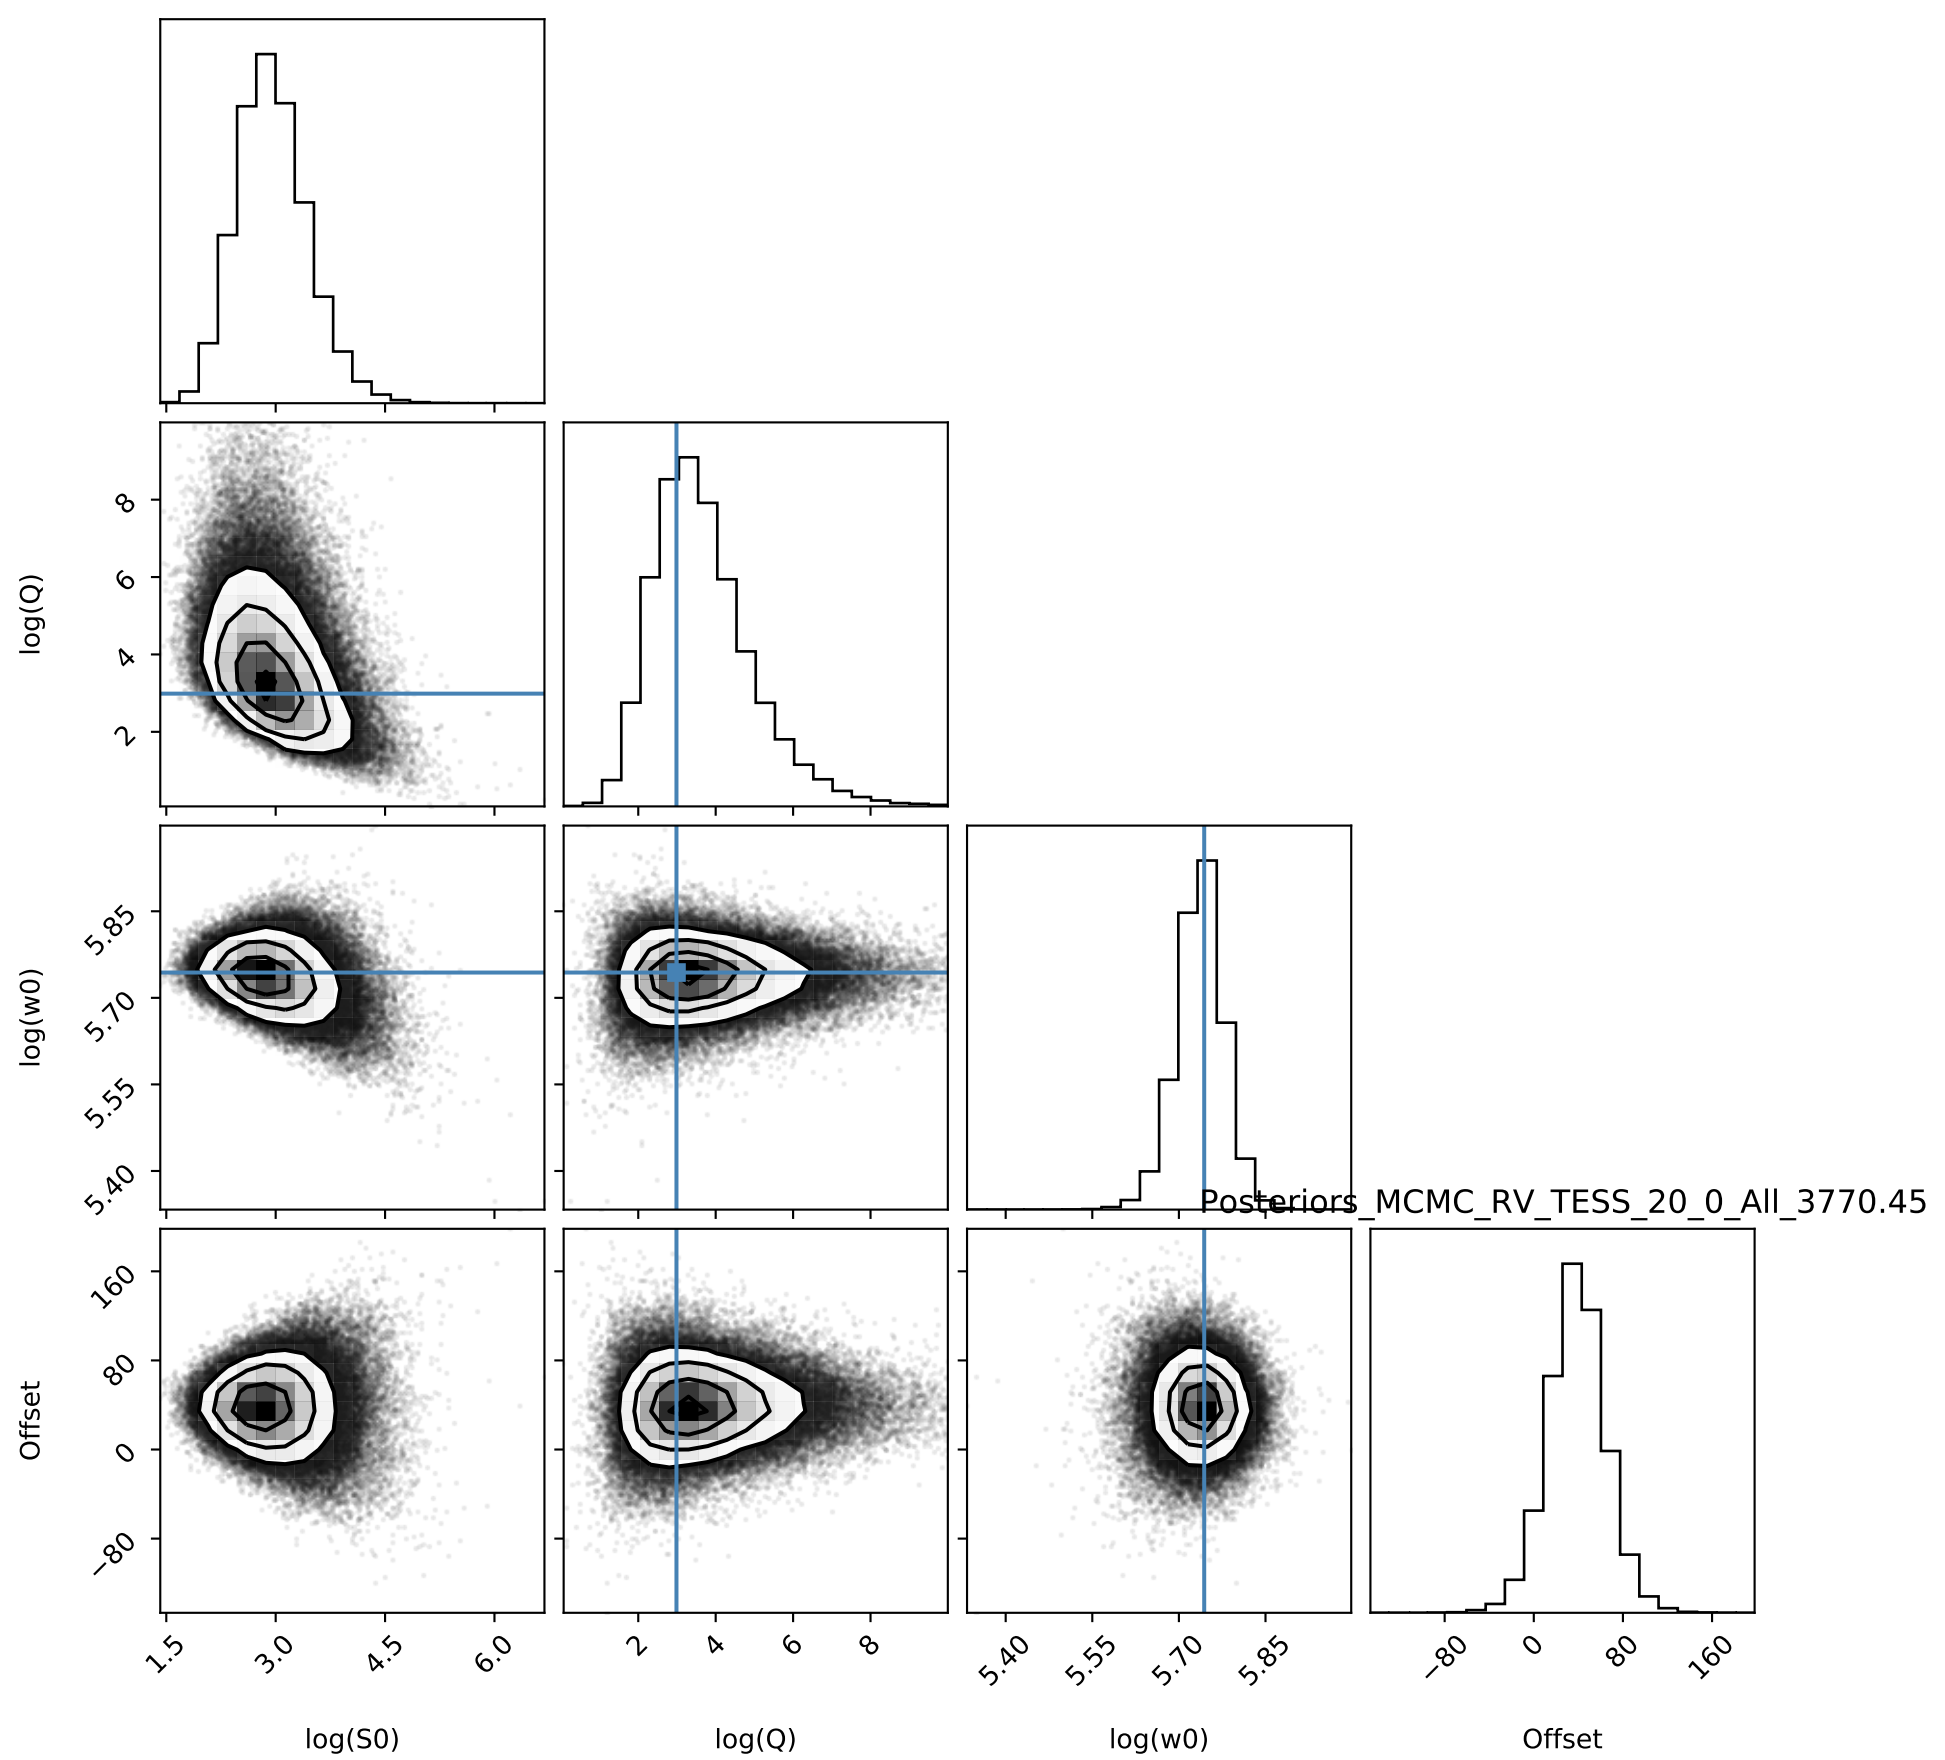 log(Q)
8
6
4
2
log(w0)
5.85
5.70
5.55
5.40
Posteriors_MCMC_RV_TESS_20_0_All_3770.45
Offset
160
80
0
−80
1.5 3.0 4.5 6.0
2 4 6 8
5.40 5.55 5.70 5.85
−80 0 80 160
log(S0) log(Q) log(w0) Offset